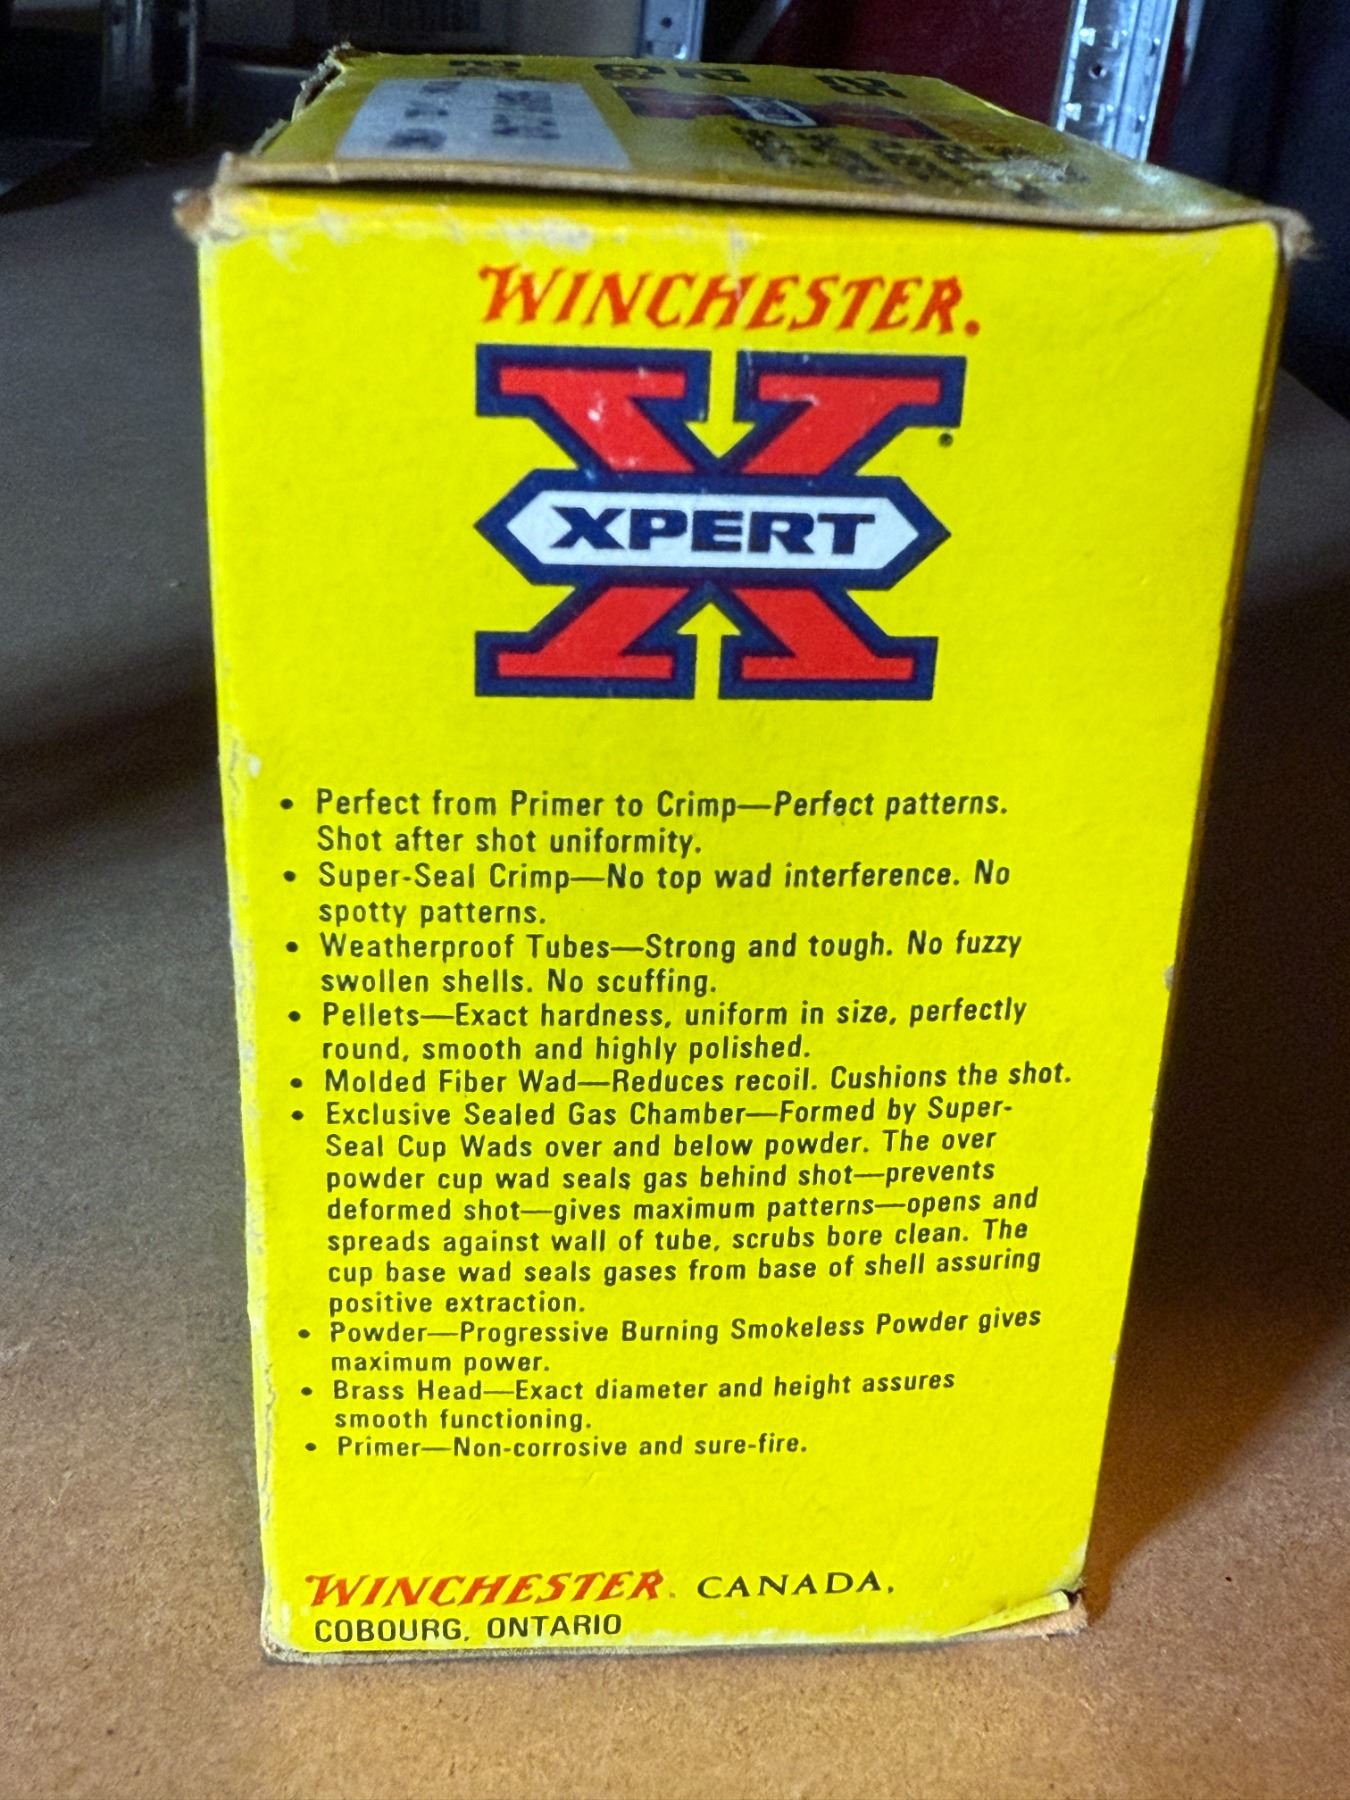 WINCHESTER.
XPERT
• Perfect from Primer to Crimp—Perfect patterns.
Shot after shot uniformity.
• Super-Seal Crimp—No top wad interference. No
spotty patterns.
• Weatherproof Tubes—Strong and tough. No fuzzy
swollen shells. No scuffing.
• Pellets—Exact hardness, uniform in size, perfectly
round, smooth and highly polished.
• Molded Fiber Wad—Reduces recoil. Cushions the shot.
• Exclusive Sealed Gas Chamber—Formed by Super-
Seal Cup Wads over and below powder. The over
powder cup wad seals gas behind shot—prevents
deformed shot—gives maximum patterns—opens and
spreads against wall of tube, scrubs bore clean. The
cup base wad seals gases from base of shell assuring
positive extraction.
• Powder—Progressive Burning Smokeless Powder gives
maximum power.
• Brass Head—Exact diameter and height assures
smooth functioning.
• Primer—Non-corrosive and sure-fire.
WINCHESTER. CANADA,
COBOURG, ONTARIO